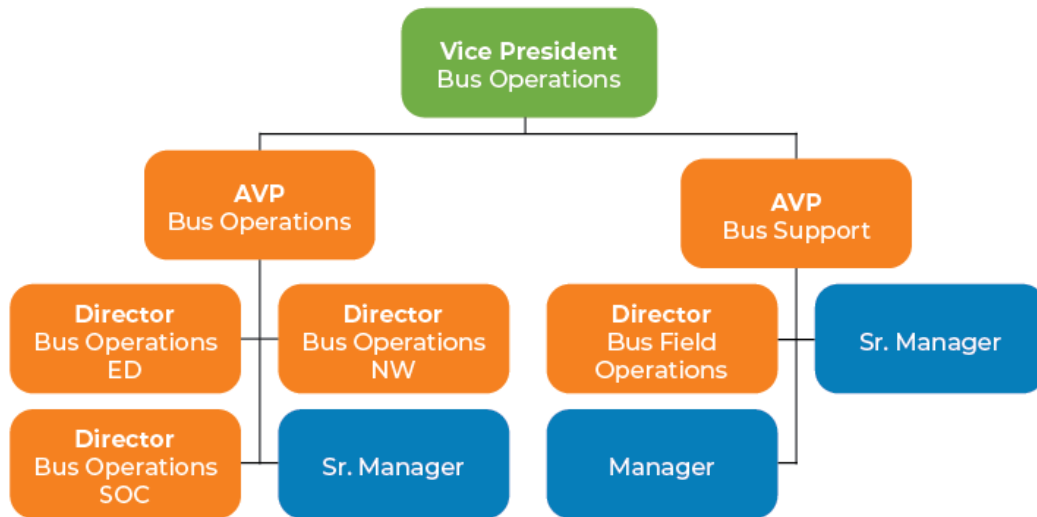 Vice President
Bus Operations
AVP
Bus Operations
AVP
Bus Support
Director
Bus Operations
ED
Director
Bus Operations
NW
Director
Bus Field
Operations
Sr. Manager
Director
Bus Operations
SOC
Sr. Manager
Manager